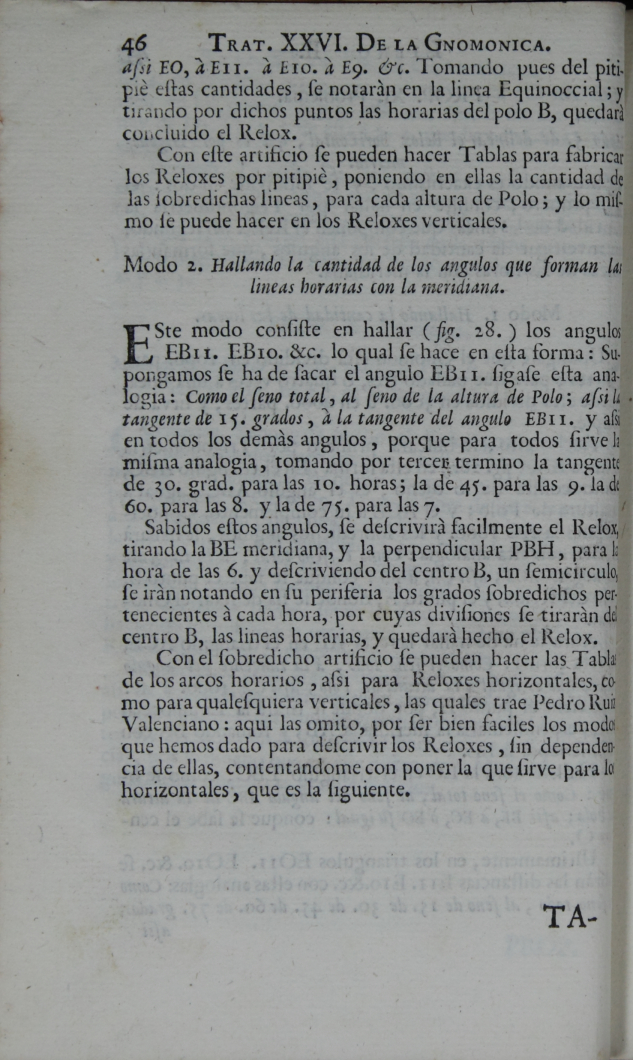 46 TRAT. XXVI. DE LA GNOMONICA.
aſsi EO, à E11. à E10. à E9. &c. Tomando pues del piti-
piè eſtas cantidades, ſe notaràn en la linea Equinoccial; y
tirando por dichos puntos las horarias del polo B, quedarà
concluido el Relox.
Con eſte artificio ſe pueden hacer Tablas para fabricar
los Reloxes por pitipiè, poniendo en ellas la cantidad de
las ſobredichas lineas, para cada altura de Polo; y lo miſ-
mo ſe puede hacer en los Reloxes verticales.
Modo 2. Hallando la cantidad de los angulos que forman las
lineas horarias con la meridiana.
ESte modo conſiſte en hallar (fig. 28.) los angulos
EB11. EB10. &c. lo qual ſe hace en eſta forma: Su-
pongamos ſe ha de ſacar el angulo EB11. ſigaſe eſta ana-
logia: Como el ſeno total, al ſeno de la altura de Polo; aſsi la
tangente de 15. grados, à la tangente del angulo EB11. y aſsi
en todos los demàs angulos, porque para todos ſirve la
miſma analogia, tomando por tercer termino la tangente
de 30. grad. para las 10. horas; la de 45. para las 9. la de
60. para las 8. y la de 75. para las 7.
Sabidos eſtos angulos, ſe deſcrivirà facilmente el Relox,
tirando la BE meridiana, y la perpendicular PBH, para la
hora de las 6. y deſcriviendo del centro B, un ſemicirculo,
ſe iràn notando en ſu periferia los grados ſobredichos per-
tenecientes à cada hora, por cuyas diviſiones ſe tiraràn del
centro B, las lineas horarias, y quedarà hecho el Relox.
Con el ſobredicho artificio ſe pueden hacer las Tablas
de los arcos horarios, aſsi para Reloxes horizontales, co-
mo para qualeſquiera verticales, las quales trae Pedro Ruiz
Valenciano: aqui las omito, por ſer bien faciles los modos
que hemos dado para deſcrivir los Reloxes, ſin dependen-
cia de ellas, contentandome con poner la que ſirve para los
horizontales, que es la ſiguiente.
TA-